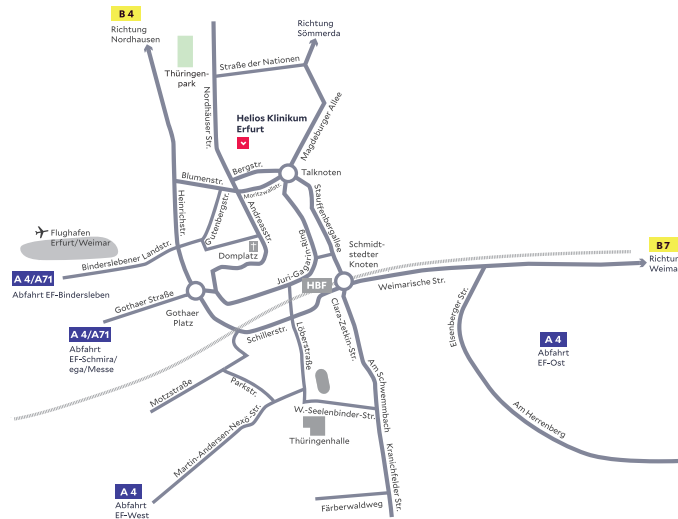 B 4
Richtung
Nordhausen
Richtung
Sömmerda
Straße der Nationen
Thüringen-
park
Nordhäuser Str.
Helios Klinikum
Erfurt
Magdeburger Allee
Bergstr.
Talknoten
Blumenstr.
Moritzwallstr.
Heinrichstr.
Gutenbergstr.
Andreasstr.
Stauffenbergallee
Flughafen
Erfurt/Weimar
Domplatz
Juri-Gagarin-Ring
Schmidt-
stedter
Knoten
B 7
Richtun
Weima
Binderslebener Landstr.
A 4/A71
Abfahrt EF-Bindersleben
HBF
Weimarische Str.
Gothaer Straße
Gothaer
Platz
A 4/A71
Abfahrt
EF-Schmira/
ega/Messe
Schillerstr.
Löberstraße
Clara-Zetkin-Str.
Eisenberger Str.
A 4
Abfahrt
EF-Ost
Motzstraße
Parkstr.
Am Schwemmbach
W.-Seelenbinder-Str.
Thüringenhalle
Martin-Andersen-Nexö-Str.
Am Herrenberg
Kranichfelder Str.
A 4
Abfahrt
EF-West
Färberwaldweg